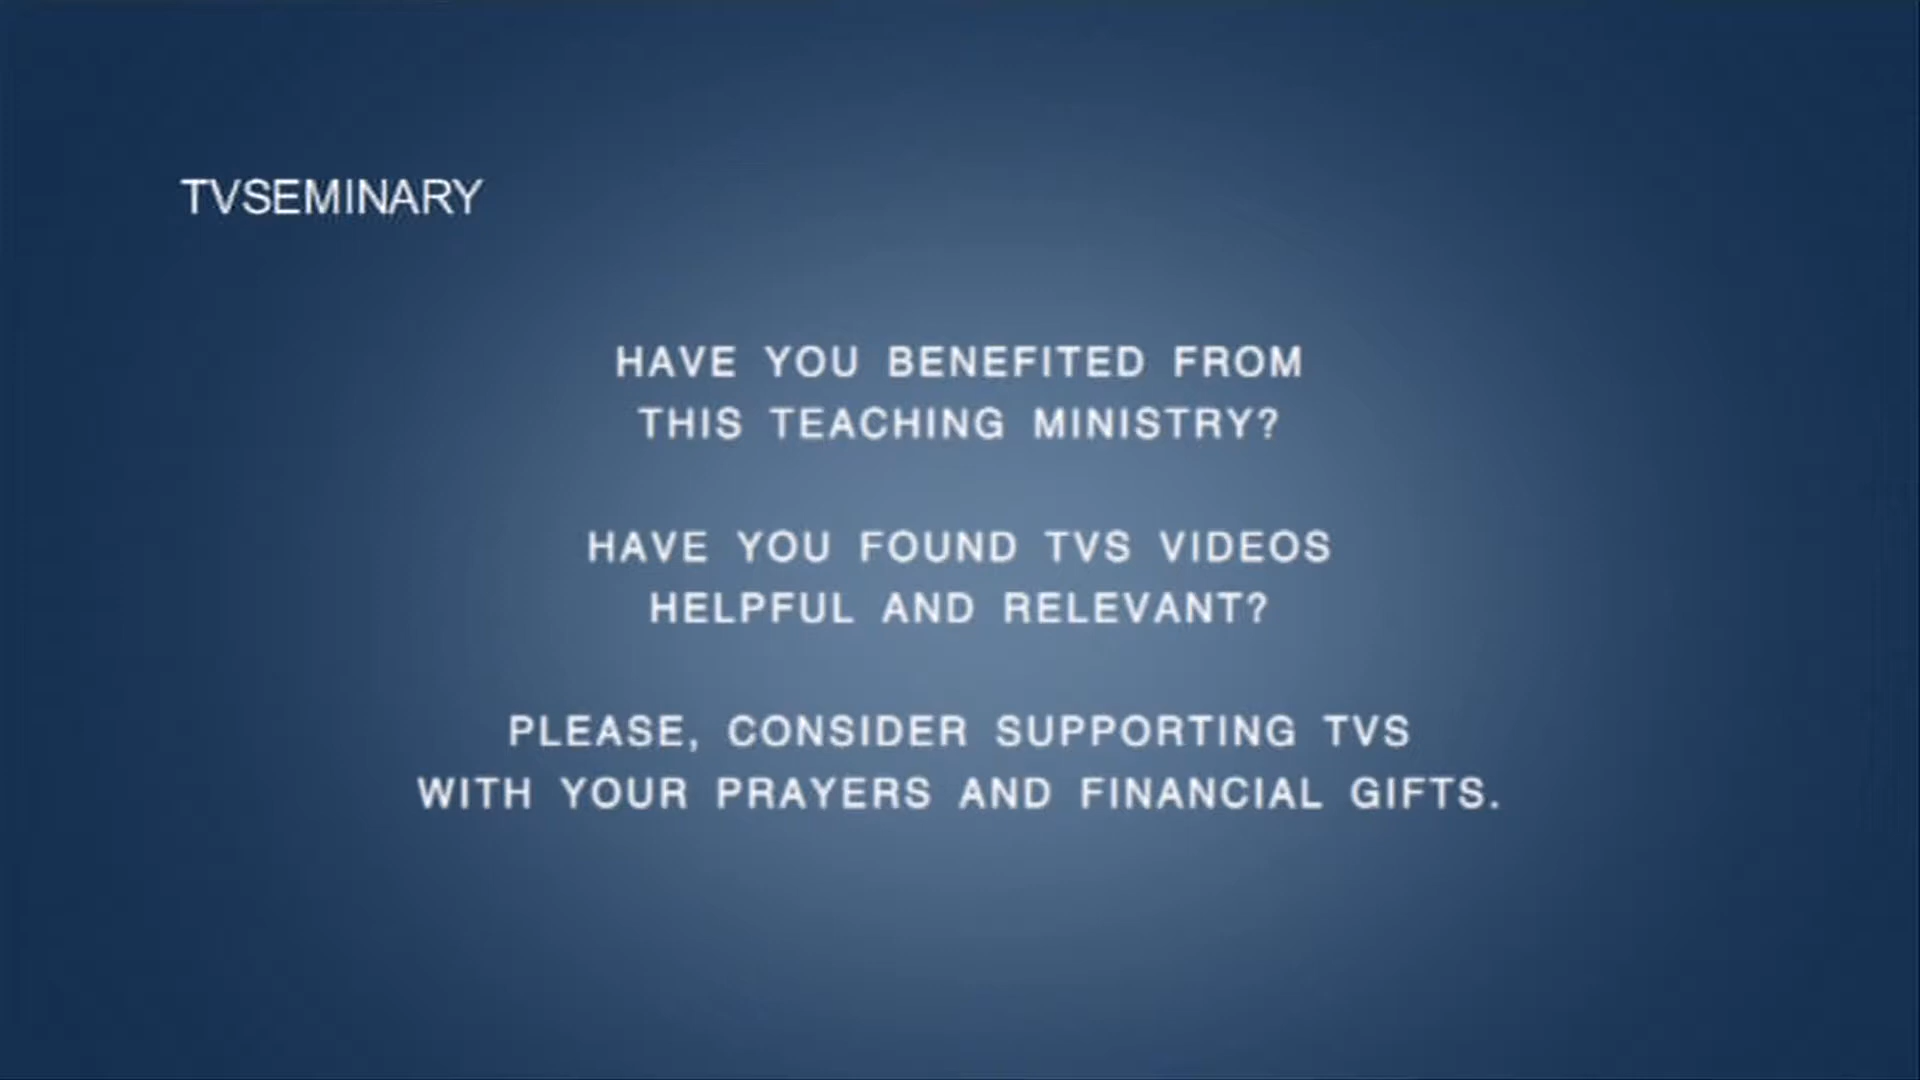 TVSEMINARY
HAVE YOU BENEFITED FROM
THIS TEACHING MINISTRY?
HAVE YOU FOUND TVS VIDEOS
HELPFUL AND RELEVANT?
PLEASE, CONSIDER SUPPORTING TVS
WITH YOUR PRAYERS AND FINANCIAL GIFTS.